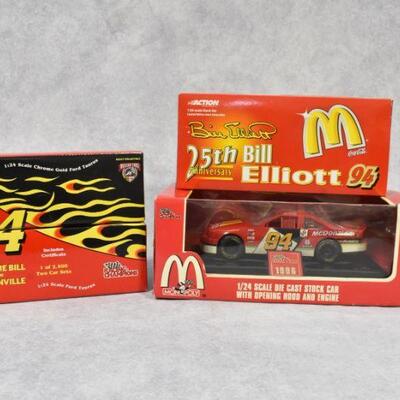 1/24 Scale Chrome Gold Ford Taurus
4
Includes
Certificate
1 of 2,500
Two Car Sets
E BILL
NVILLE
CHAMPIONS
1/24 Scale Ford Taurus
ACTION
Bill Elliott
25th Bill
Anniversary
Elliott 94
M
Coca-Cola
94
McDonald's
1996
M
MONOPOLY
1/24 SCALE DIE CAST STOCK CAR
WITH OPENING HOOD AND ENGINE